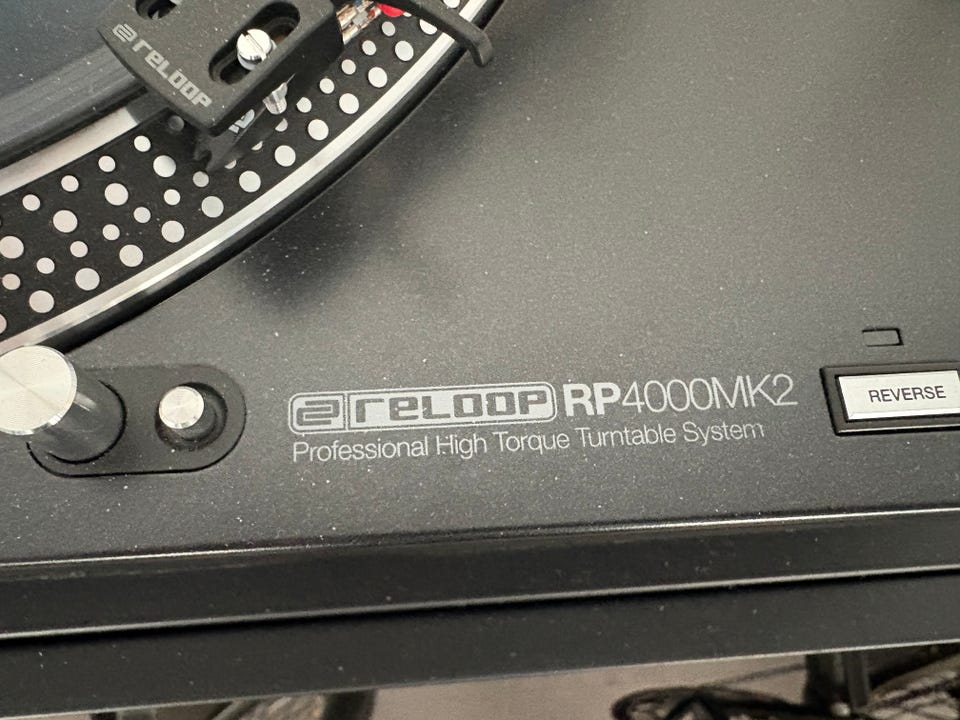 reloop
reloop RP4000MK2
Professional High Torque Turntable System
REVERSE